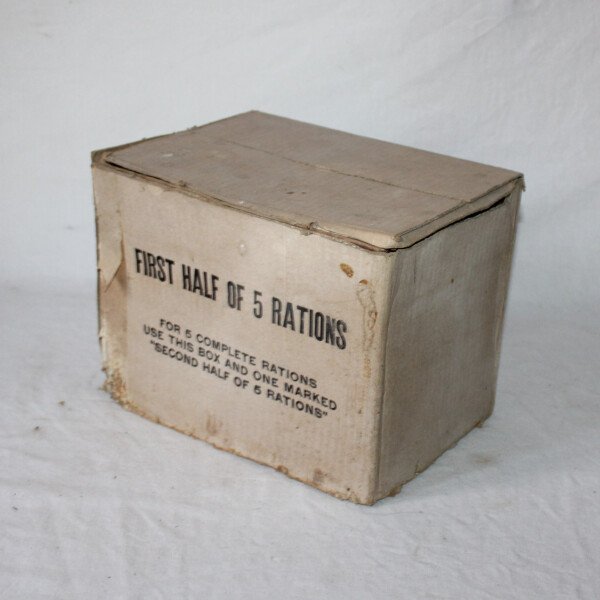 FIRST HALF OF 5 RATIONS
FOR 5 COMPLETE RATIONS
USE THIS BOX AND ONE MARKED
"SECOND HALF OF 5 RATIONS"